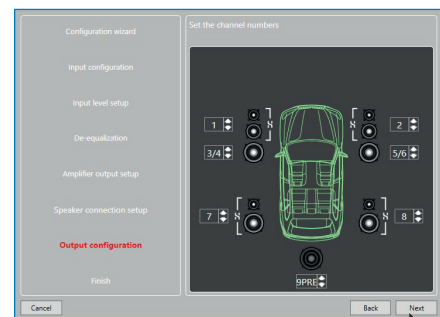 Configuration wizard
Input configuration
Input level setup
De-equalization
Amplifier output setup
Speaker connection setup
Output configuration
Finish
Set the channel numbers
1
2
3/4
5/6
7
8
9PRE
Cancel
Back
Next